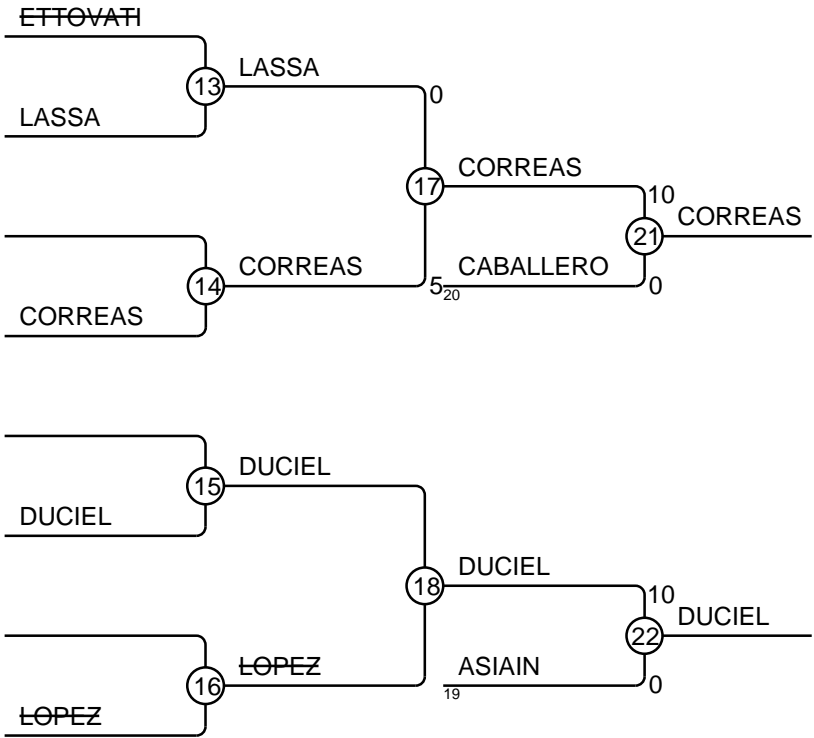 ETTOVATI
13 LASSA
0
LASSA
17 CORREAS
10
21 CORREAS
14 CORREAS
5 20 CABALLERO
0
CORREAS
15 DUCIEL
DUCIEL
18 DUCIEL
10
22 DUCIEL
16 LOPEZ
19 ASIAIN
0
LOPEZ